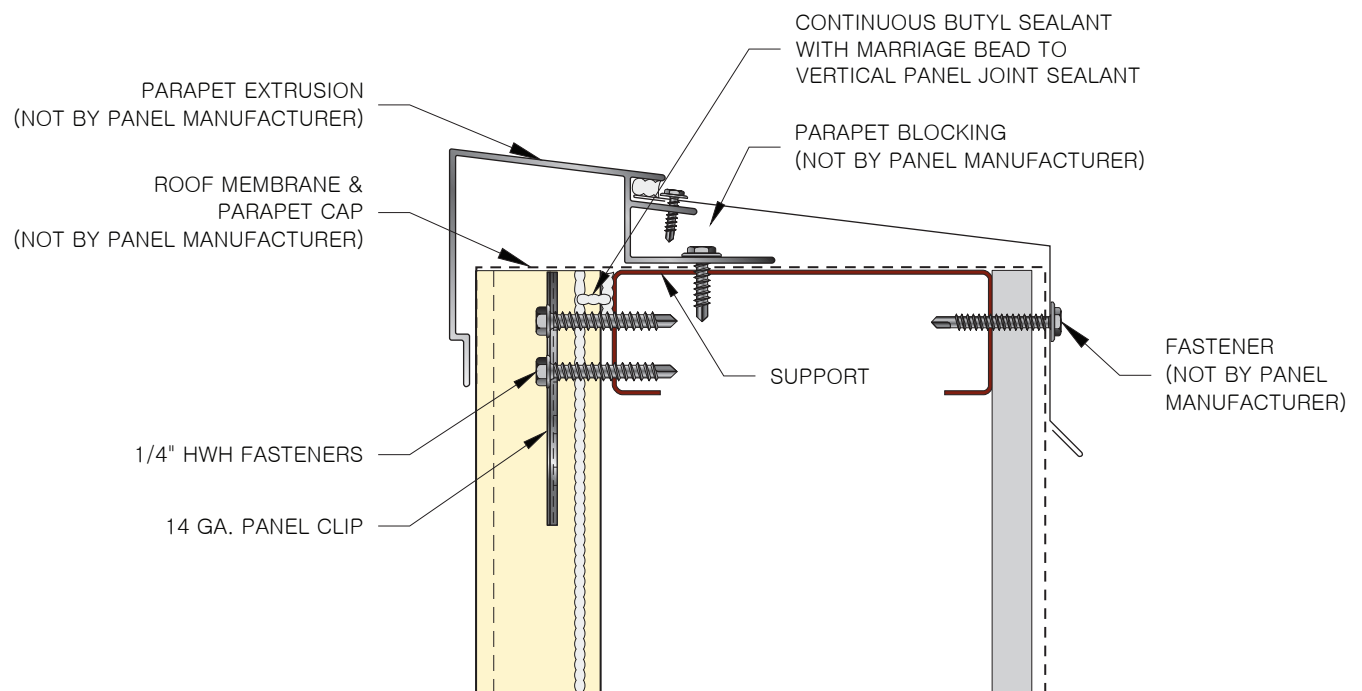 CONTINUOUS BUTYL SEALANT
WITH MARRIAGE BEAD TO
VERTICAL PANEL JOINT SEALANT
PARAPET EXTRUSION
(NOT BY PANEL MANUFACTURER)
PARAPET BLOCKING
(NOT BY PANEL MANUFACTURER)
ROOF MEMBRANE &
PARAPET CAP
(NOT BY PANEL MANUFACTURER)
FASTENER
(NOT BY PANEL
MANUFACTURER)
SUPPORT
1/4" HWH FASTENERS
14 GA. PANEL CLIP